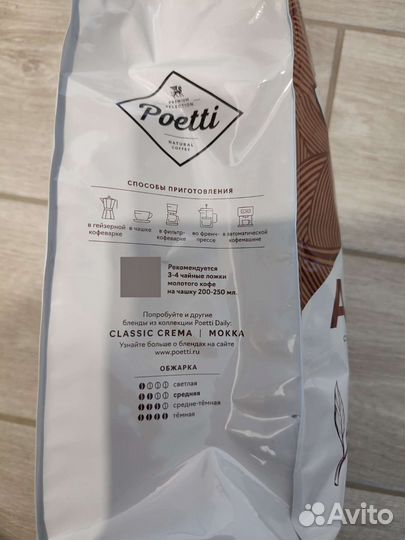 PREMIUM
SELECTION
Poetti
NATURAL
COFFEE
СПОСОБЫ ПРИГОТОВЛЕНИЯ
в гейзерной
кофеварке
в чашке
в фильтр-
кофеварке
во френч-
прессе
в автоматической
кофемашине
Рекомендуется
3-4 чайные ложки
молотого кофе
на чашку 200-250 мл.
Попробуйте и другие
бленды из коллекции Poetti Daily:
CLASSIC CREMA | MOKKA
Узнайте больше о блендах на сайте
www.poetti.ru
ОБЖАРКА
светлая
средняя
средне-тёмная
тёмная
A
Avito